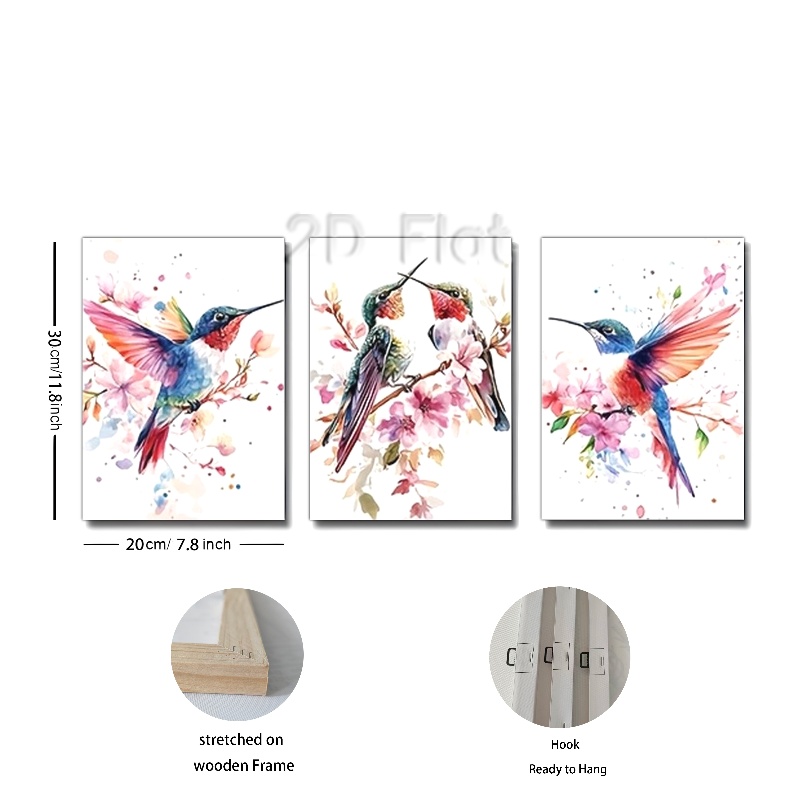 2D Flat
30cm/11.8inch
20cm/ 7.8 inch
stretched on
wooden Frame
Hook
Ready to Hang